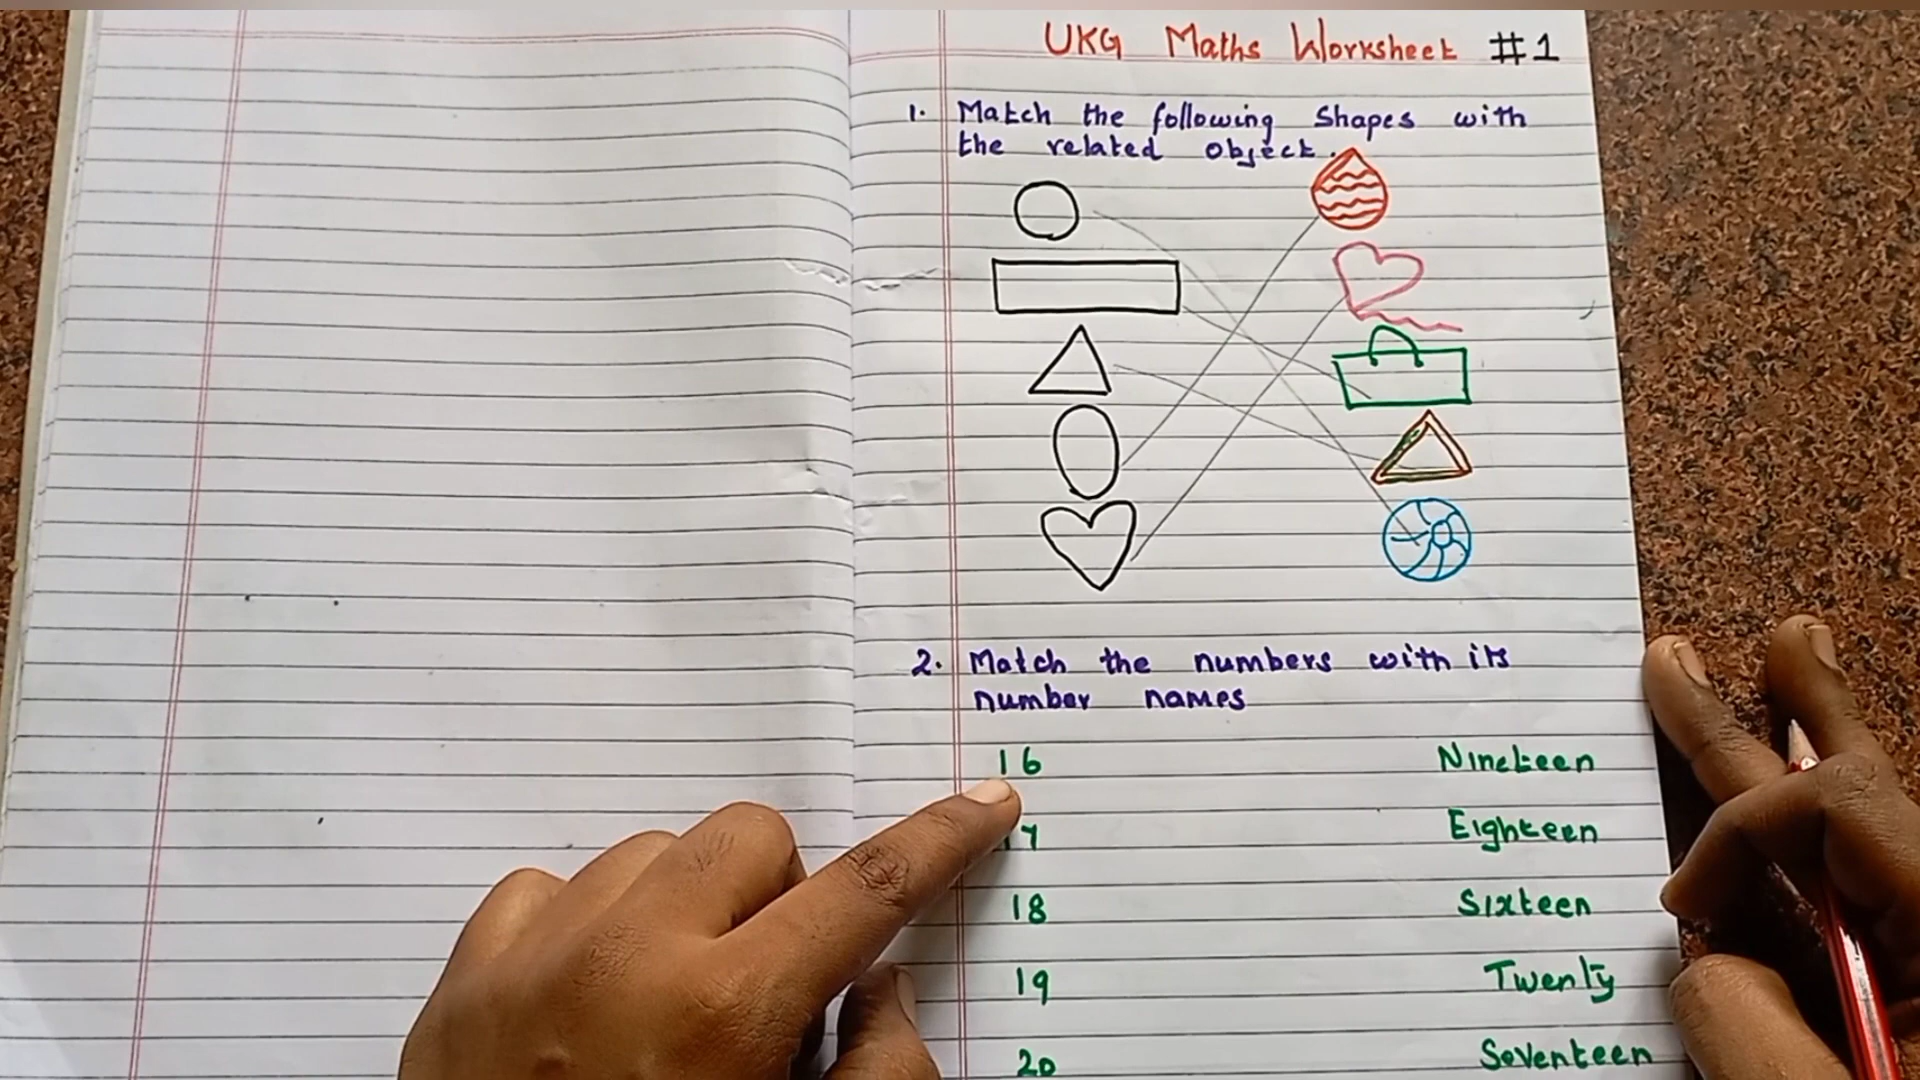 UKG Maths Worksheet #1
1. Match the following Shapes with
the related object.
2. Match the numbers with its
number names
16 Nineteen
17 Eighteen
18 Sixteen
19 Twenty
20 Seventeen